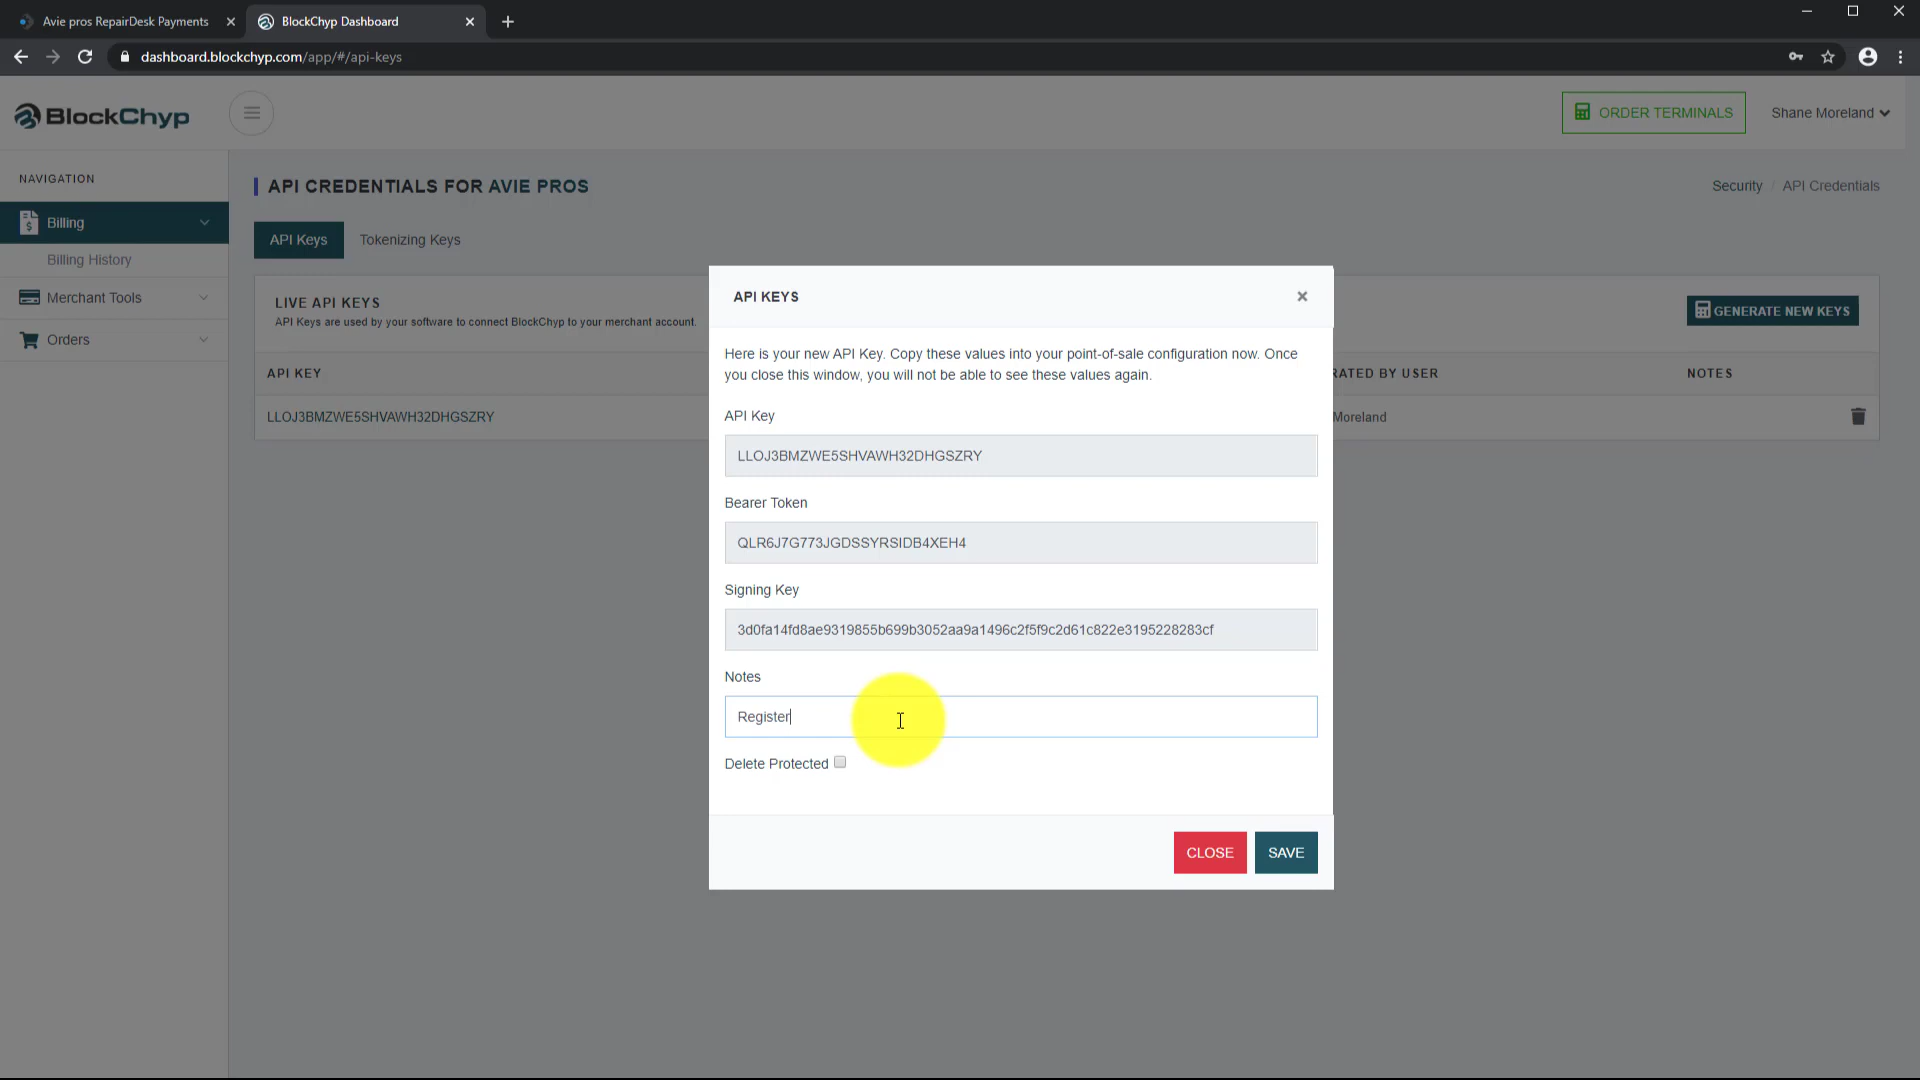 Avie pros RepairDesk Payments
BlockChyp Dashboard
dashboard.blockchyp.com/app/#/api-keys
BlockChyp
ORDER TERMINALS
Shane Moreland
NAVIGATION
Billing
Billing History
Merchant Tools
Orders
API CREDENTIALS FOR AVIE PROS
Security / API Credentials
API Keys
Tokenizing Keys
LIVE API KEYS
API Keys are used by your software to connect BlockChyp to your merchant account.
GENERATE NEW KEYS
API KEY
RATED BY USER
NOTES
LLOJ3BMZWE5SHVAWH32DHGSZRY
Moreland
API KEYS
Here is your new API Key. Copy these values into your point-of-sale configuration now. Once
you close this window, you will not be able to see these values again.
API Key
LLOJ3BMZWE5SHVAWH32DHGSZRY
Bearer Token
QLR6J7G773JGDSSYRSIDB4XEH4
Signing Key
3d0fa14fd8ae9319855b699b3052aa9a1496c2f5f9c2d61c822e3195228283cf
Notes
Register
Delete Protected
CLOSE
SAVE